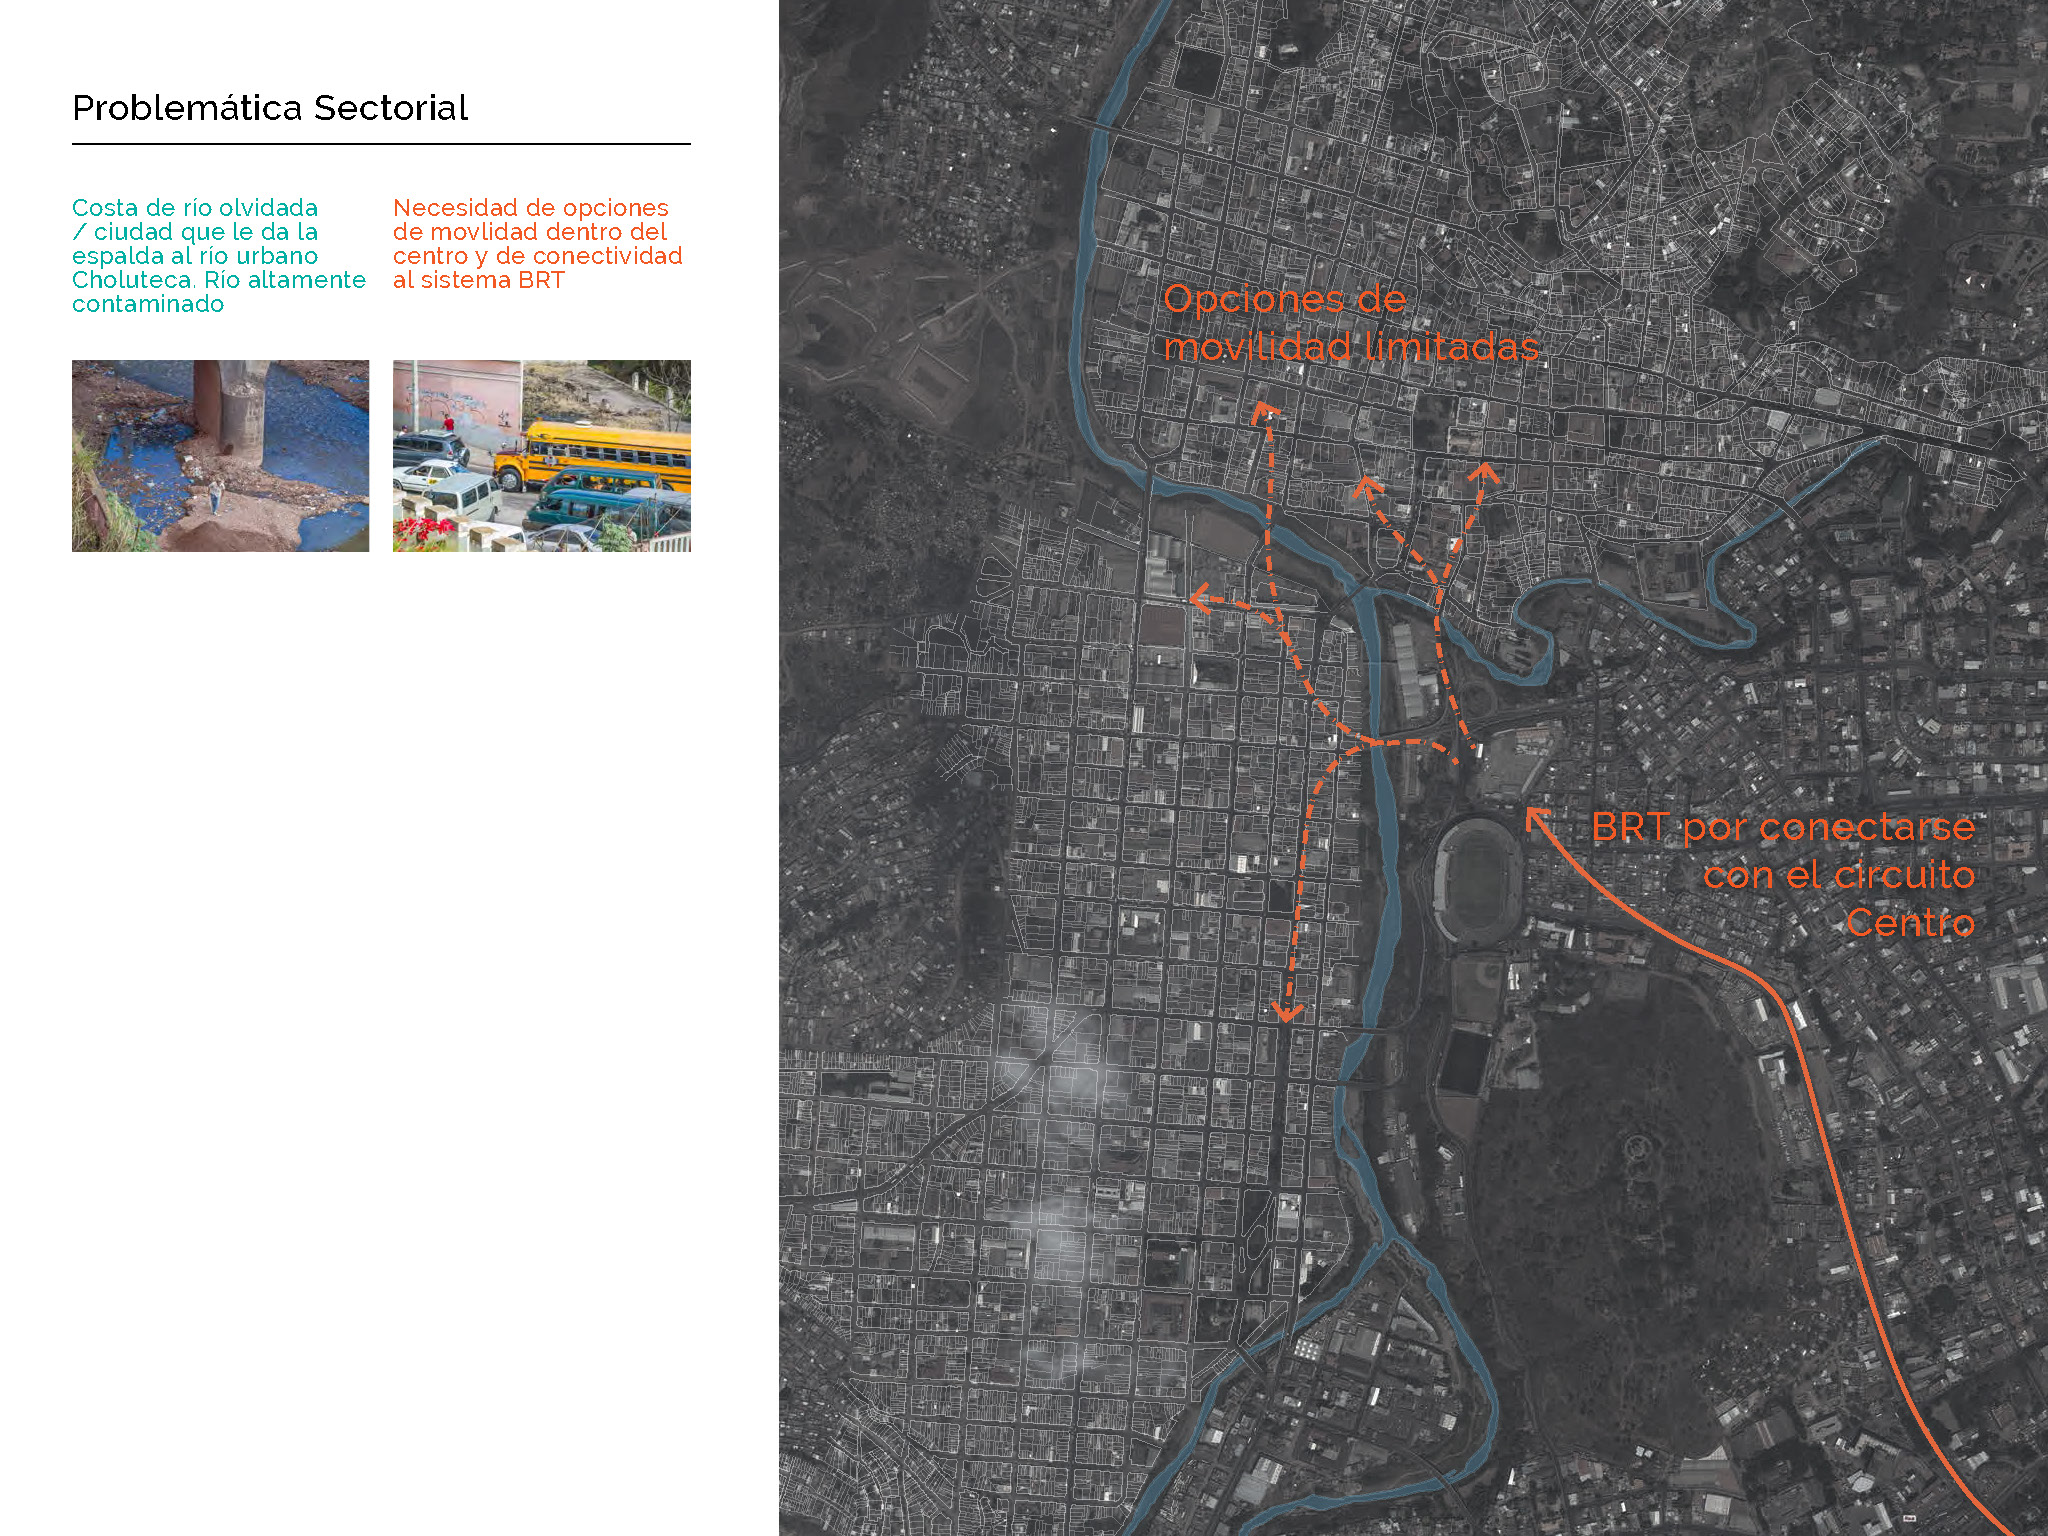 Problemática Sectorial
Costa de río olvidada
/ ciudad que le da la
espalda al río urbano
Choluteca. Río altamente
contaminado
Necesidad de opciones
de movlidad dentro del
centro y de conectividad
al sistema BRT
Opciones de
movilidad limitadas
BRT por conectarse
con el circuito
Centro